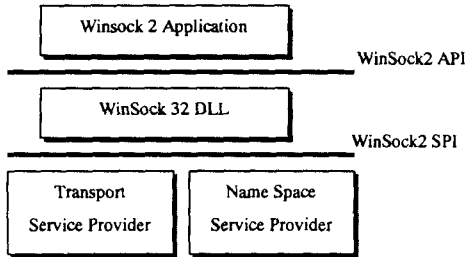 Winsock 2 Application
WinSock2 API
WinSock 32 DLL
WinSock2 SPI
Transport
Service Provider
Name Space
Service Provider